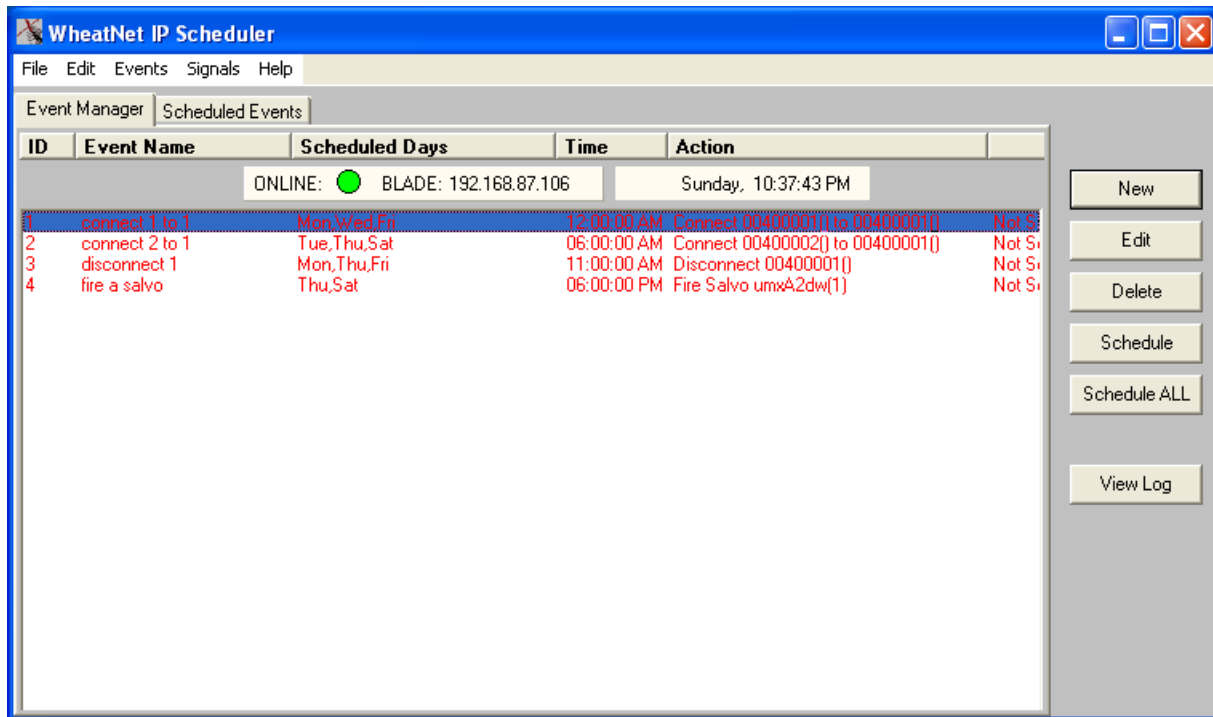 WheatNet IP Scheduler
File Edit Events Signals Help
Event Manager Scheduled Events
ID Event Name Scheduled Days Time Action
ONLINE: BLADE: 192.168.87.106 Sunday, 10:37:43 PM
1 connect 1 to 1 Mon,Wed,Fri 12:00:00 AM Connect 00400001() to 00400001() Not S
2 connect 2 to 1 Tue,Thu,Sat 06:00:00 AM Connect 00400002() to 00400001() Not S
3 disconnect 1 Mon,Thu,Fri 11:00:00 AM Disconnect 00400001() Not S
4 fire a salvo Thu,Sat 06:00:00 PM Fire Salvo umxA2dw(1) Not S
New
Edit
Delete
Schedule
Schedule ALL
View Log